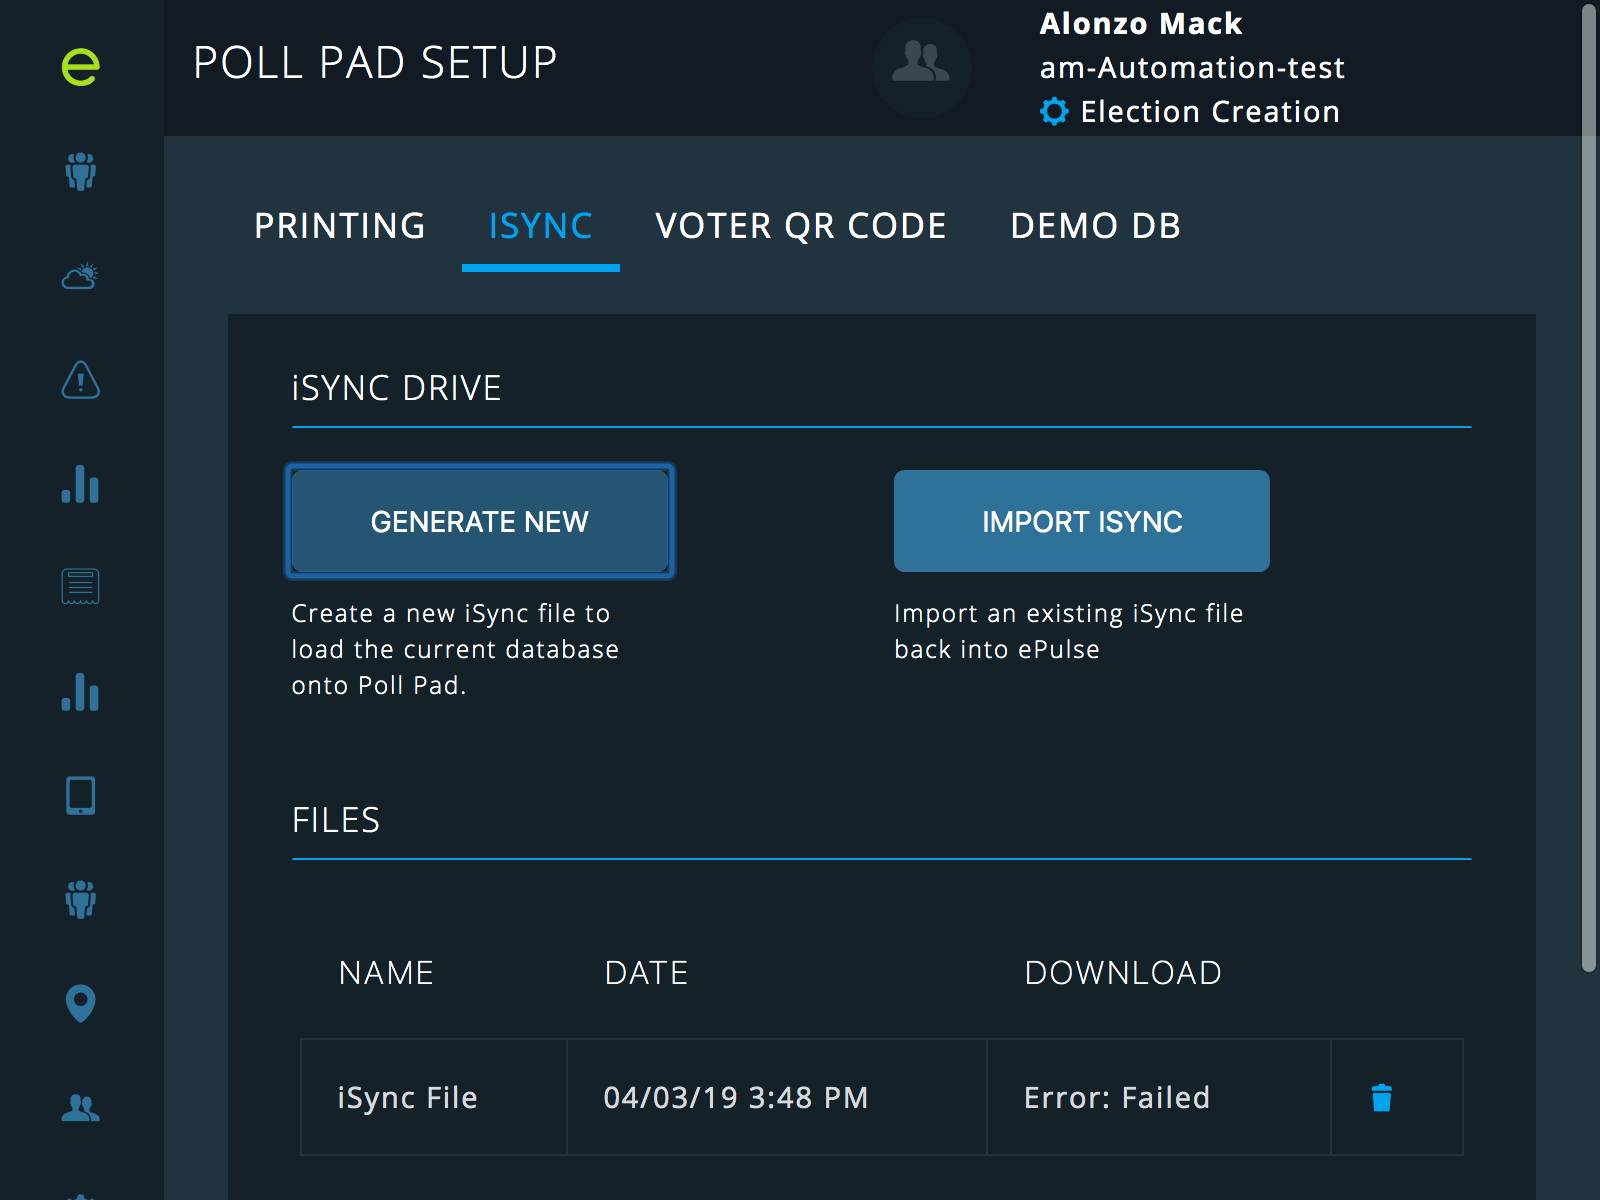 e
POLL PAD SETUP
Alonzo Mack
am-Automation-test
Election Creation
PRINTING ISYNC VOTER QR CODE DEMO DB
iSYNC DRIVE
GENERATE NEW
Create a new iSync file to
load the current database
onto Poll Pad.
IMPORT ISYNC
Import an existing iSync file
back into ePulse
FILES
NAME DATE DOWNLOAD
iSync File 04/03/19 3:48 PM Error: Failed